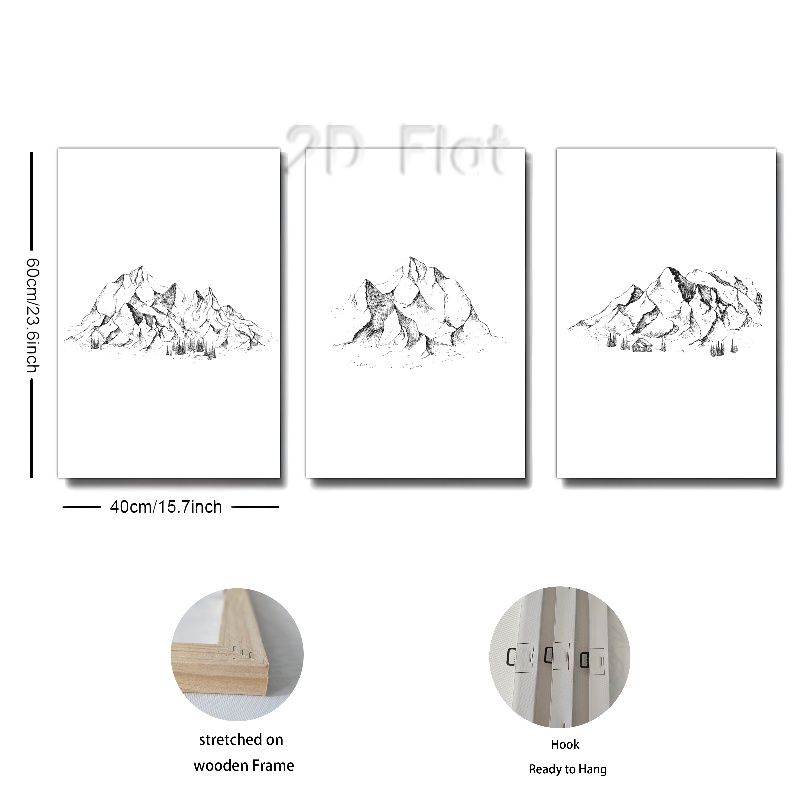 2D Flat
60cm/23.6inch
40cm/15.7inch
stretched on
wooden Frame
Hook
Ready to Hang